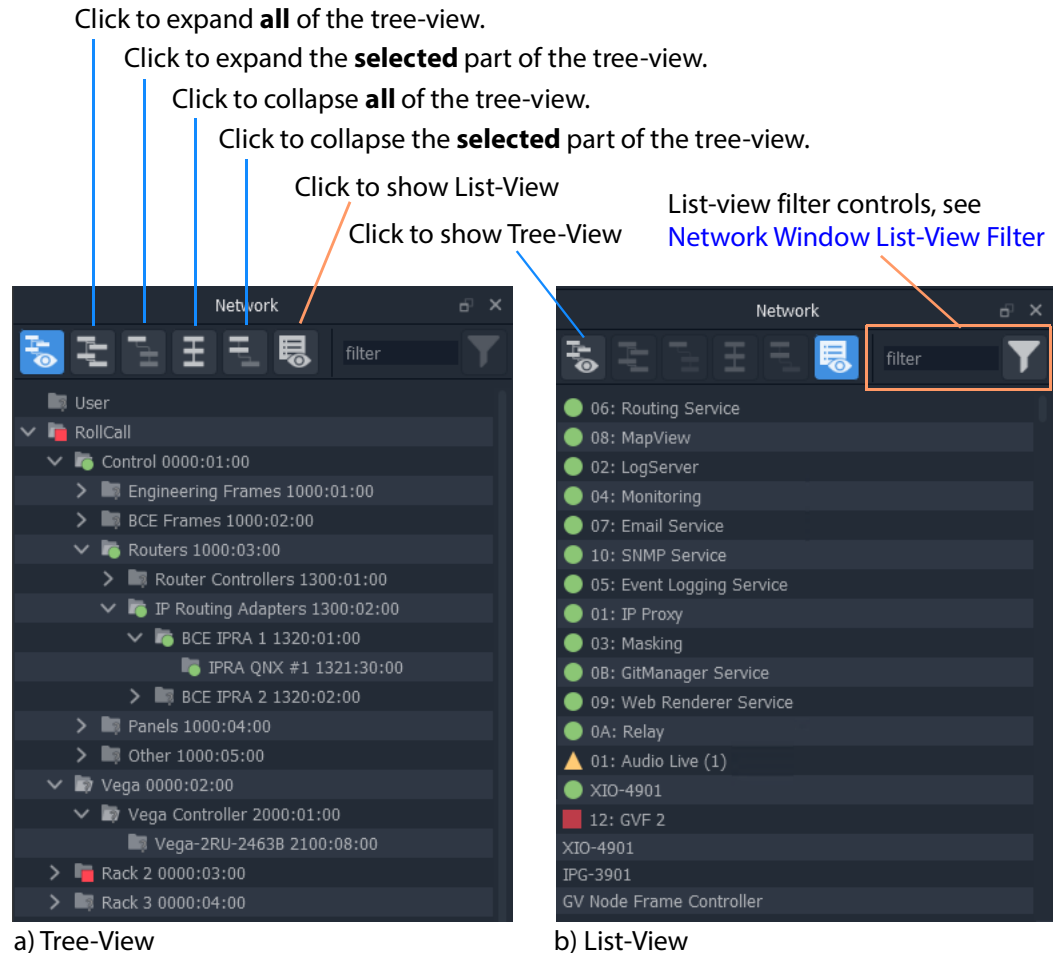 Click to expand all of the tree-view.
Click to expand the selected part of the tree-view.
Click to collapse all of the tree-view.
Click to collapse the selected part of the tree-view.
Click to show List-View
Click to show Tree-View
List-view filter controls, see
Network Window List-View Filter
Network
filter
User
RollCall
Control 0000:01:00
Engineering Frames 1000:01:00
BCE Frames 1000:02:00
Routers 1000:03:00
Router Controllers 1300:01:00
IP Routing Adapters 1300:02:00
BCE IPRA 1 1320:01:00
IPRA QNX #1 1321:30:00
BCE IPRA 2 1320:02:00
Panels 1000:04:00
Other 1000:05:00
Vega 0000:02:00
Vega Controller 2000:01:00
Vega-2RU-2463B 2100:08:00
Rack 2 0000:03:00
Rack 3 0000:04:00
a) Tree-View
Network
filter
06: Routing Service
08: MapView
02: LogServer
04: Monitoring
07: Email Service
10: SNMP Service
05: Event Logging Service
01: IP Proxy
03: Masking
0B: GitManager Service
09: Web Renderer Service
0A: Relay
01: Audio Live (1)
XIO-4901
12: GVF 2
XIO-4901
IPG-3901
GV Node Frame Controller
b) List-View